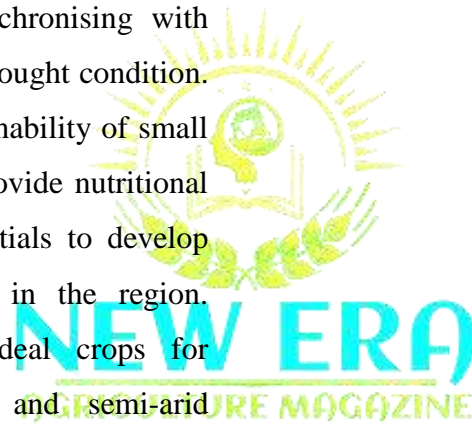 chronising with
ought condition.
nability of small
ovide nutritional
tials to develop
in the region.
deal crops for
and semi-arid
NEW ERA
AGRICULTURE MAGAZINE